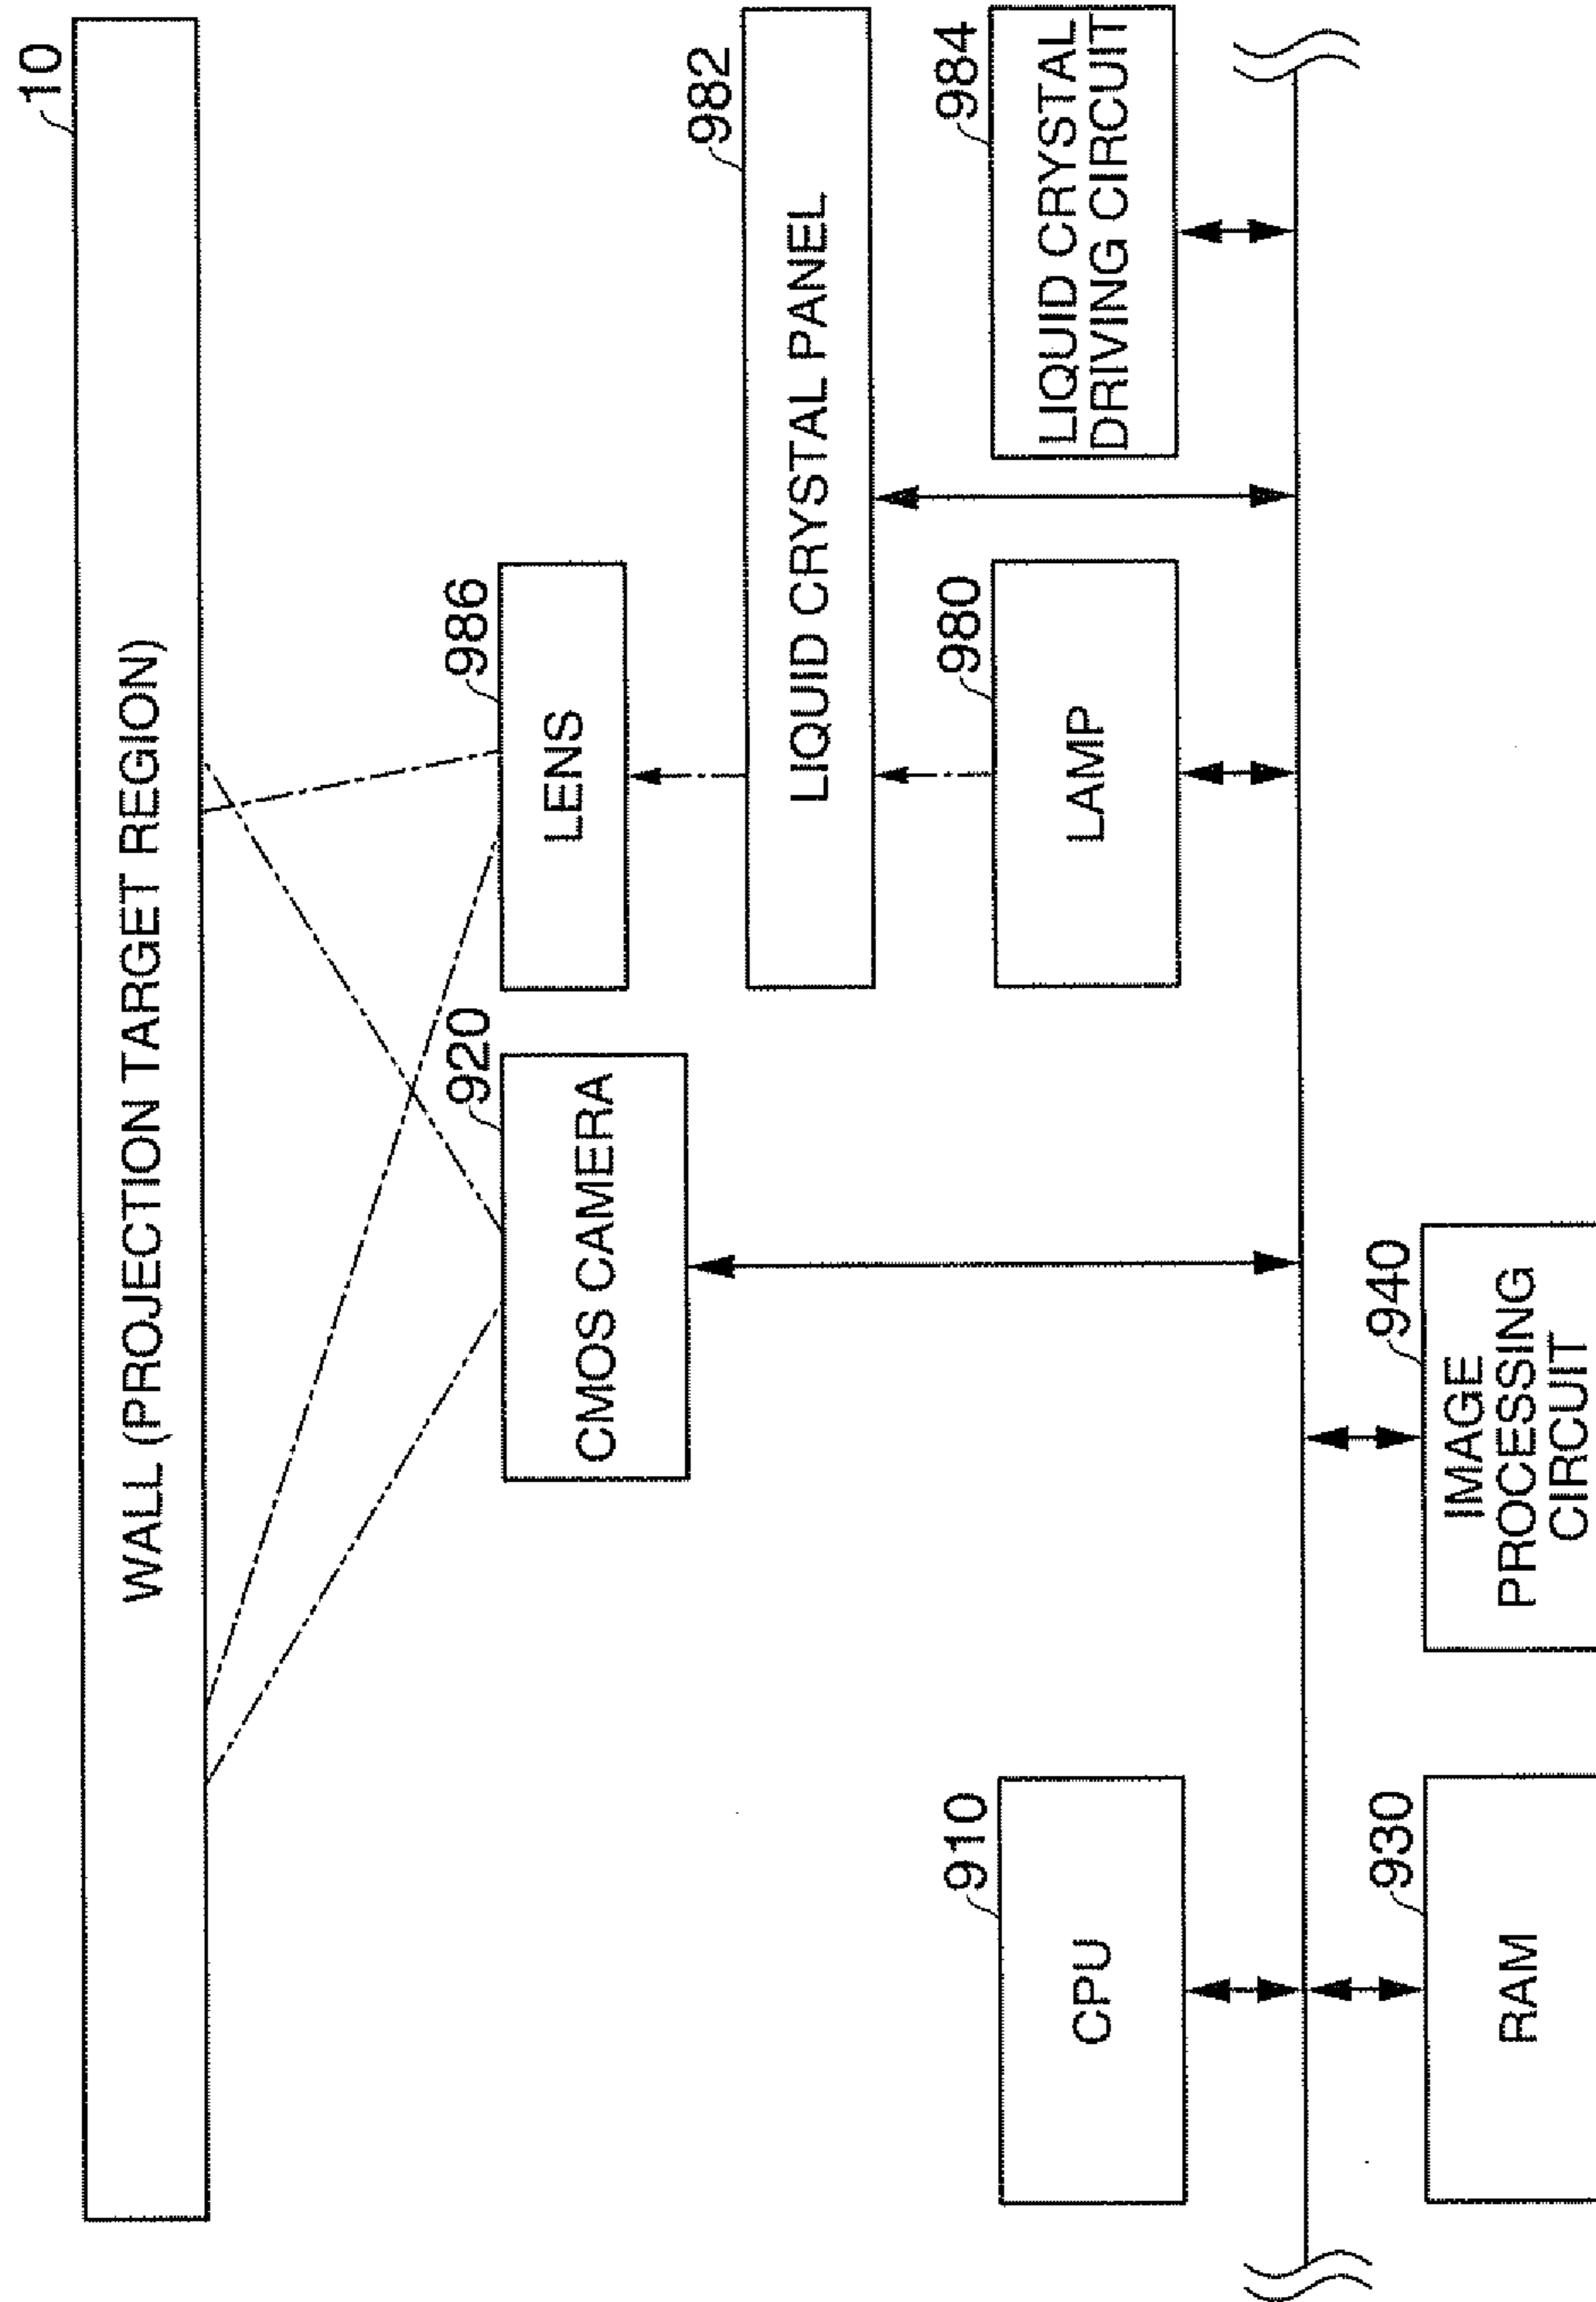 10
WALL (PROJECTION TARGET REGION)
920
CMOS CAMERA
986
LENS
982
LIQUID CRYSTAL PANEL
910
CPU
980
LAMP
984
LIQUID CRYSTAL
DRIVING CIRCUIT
930
RAM
940
IMAGE
PROCESSING
CIRCUIT